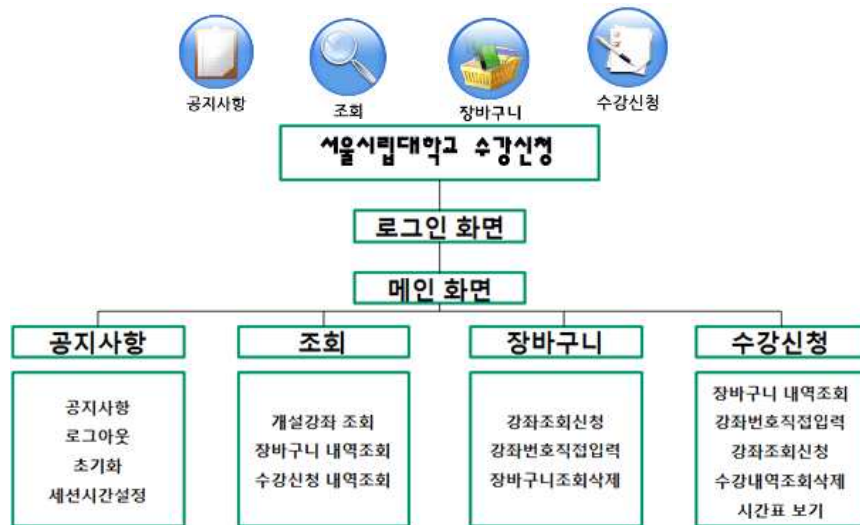 공지사항
조회
장바구니
수강신청
서울시립대학교 수강신청
로그인 화면
메인 화면
공지사항
공지사항
로그아웃
초기화
세션시간설정
조회
개설강좌 조회
장바구니 내역조회
수강신청 내역조회
장바구니
강좌조회신청
강좌번호직접입력
장바구니조회삭제
수강신청
장바구니 내역조회
강좌번호직접입력
강좌조회신청
수강내역조회삭제
시간표 보기